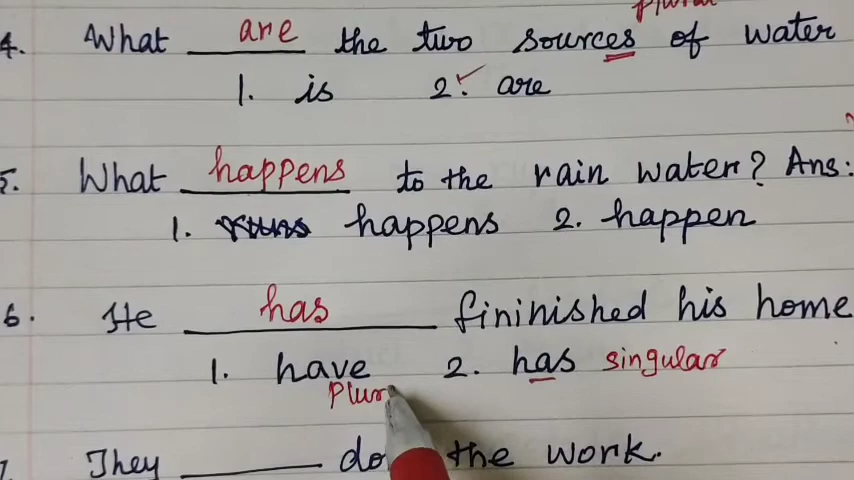 plural
4. What are the two sources of water
1. is 2. are
5. What happens to the rain water? Ans:
1. happens 2. happen
6. He has fininished his home
1. have 2. has singular
Plur
They do the work.